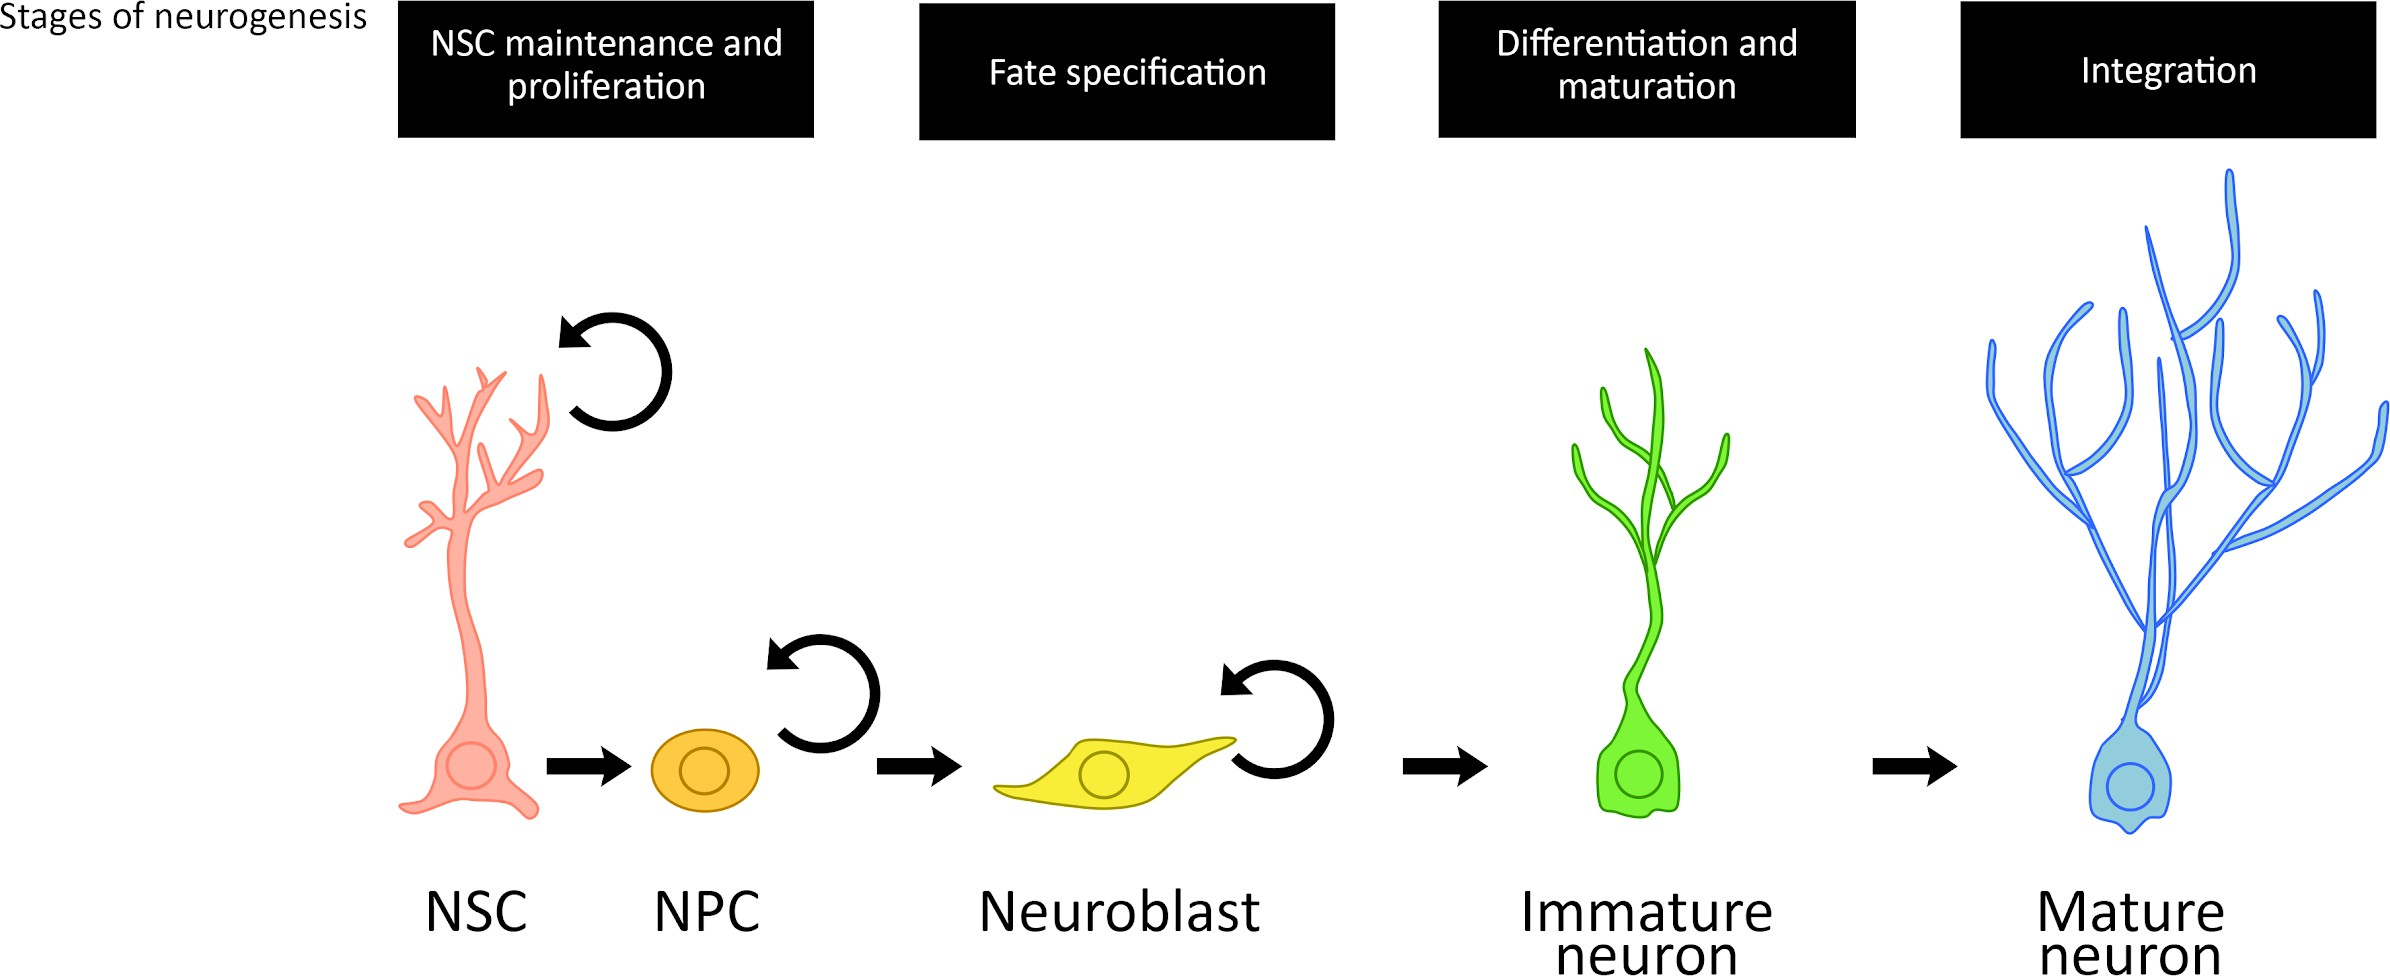 Stages of neurogenesis
NSC maintenance and
proliferation
Fate specification
Differentiation and
maturation
Integration
NSC
NPC
Neuroblast
Immature
neuron
Mature
neuron